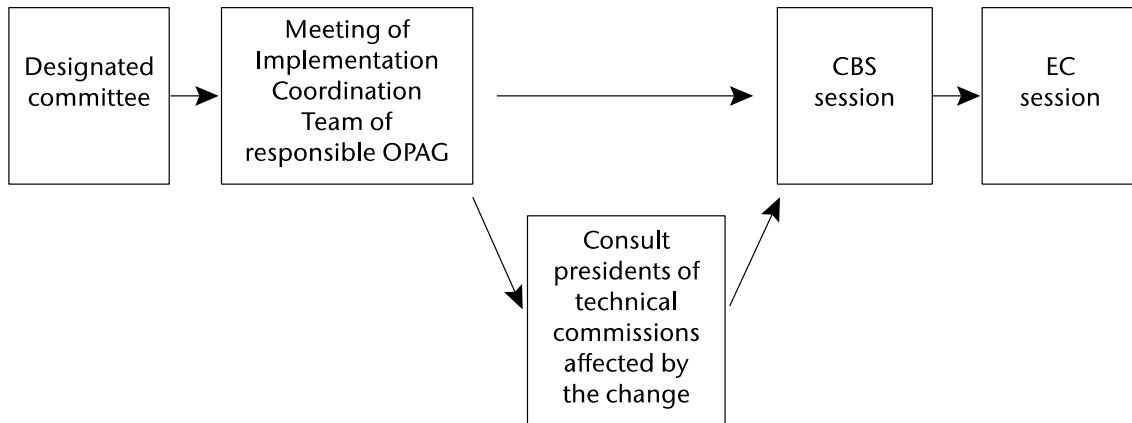 Designated
committee
Meeting of
Implementation
Coordination
Team of
responsible OPAG
CBS
session
EC
session
Consult
presidents of
technical
commissions
affected by
the change